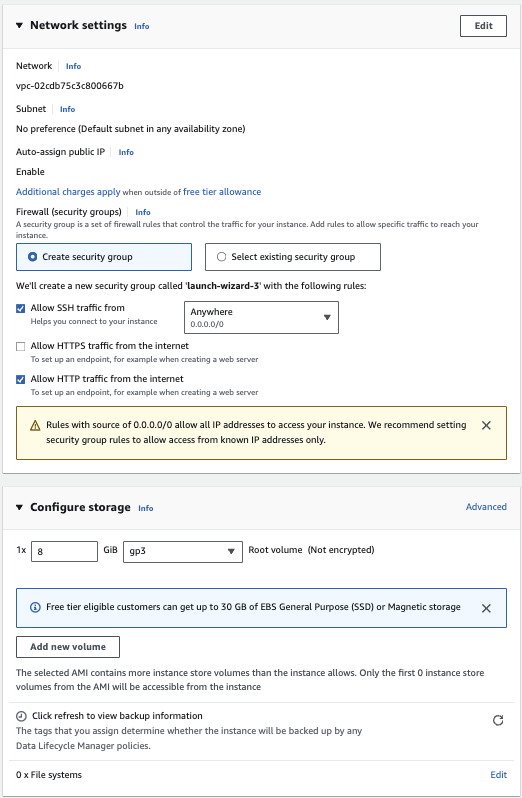 Network settings Info Edit
Network Info
vpc-02cdb75c3c800667b
Subnet Info
No preference (Default subnet in any availability zone)
Auto-assign public IP Info
Enable
Additional charges apply when outside of free tier allowance
Firewall (security groups) Info
A security group is a set of firewall rules that control the traffic for your instance. Add rules to allow specific traffic to reach your
instance.
Create security group Select existing security group
We'll create a new security group called 'launch-wizard-3' with the following rules:
Allow SSH traffic from
Helps you connect to your instance
Anywhere
0.0.0.0/0
Allow HTTPS traffic from the internet
To set up an endpoint, for example when creating a web server
Allow HTTP traffic from the internet
To set up an endpoint, for example when creating a web server
Rules with source of 0.0.0.0/0 allow all IP addresses to access your instance. We recommend setting
security group rules to allow access from known IP addresses only.
Configure storage Info Advanced
1x 8 GiB gp3 Root volume (Not encrypted)
Free tier eligible customers can get up to 30 GB of EBS General Purpose (SSD) or Magnetic storage
Add new volume
The selected AMI contains more instance store volumes than the instance allows. Only the first 0 instance store
volumes from the AMI will be accessible from the instance
Click refresh to view backup information
The tags that you assign determine whether the instance will be backed up by any
Data Lifecycle Manager policies.
0 x File systems Edit